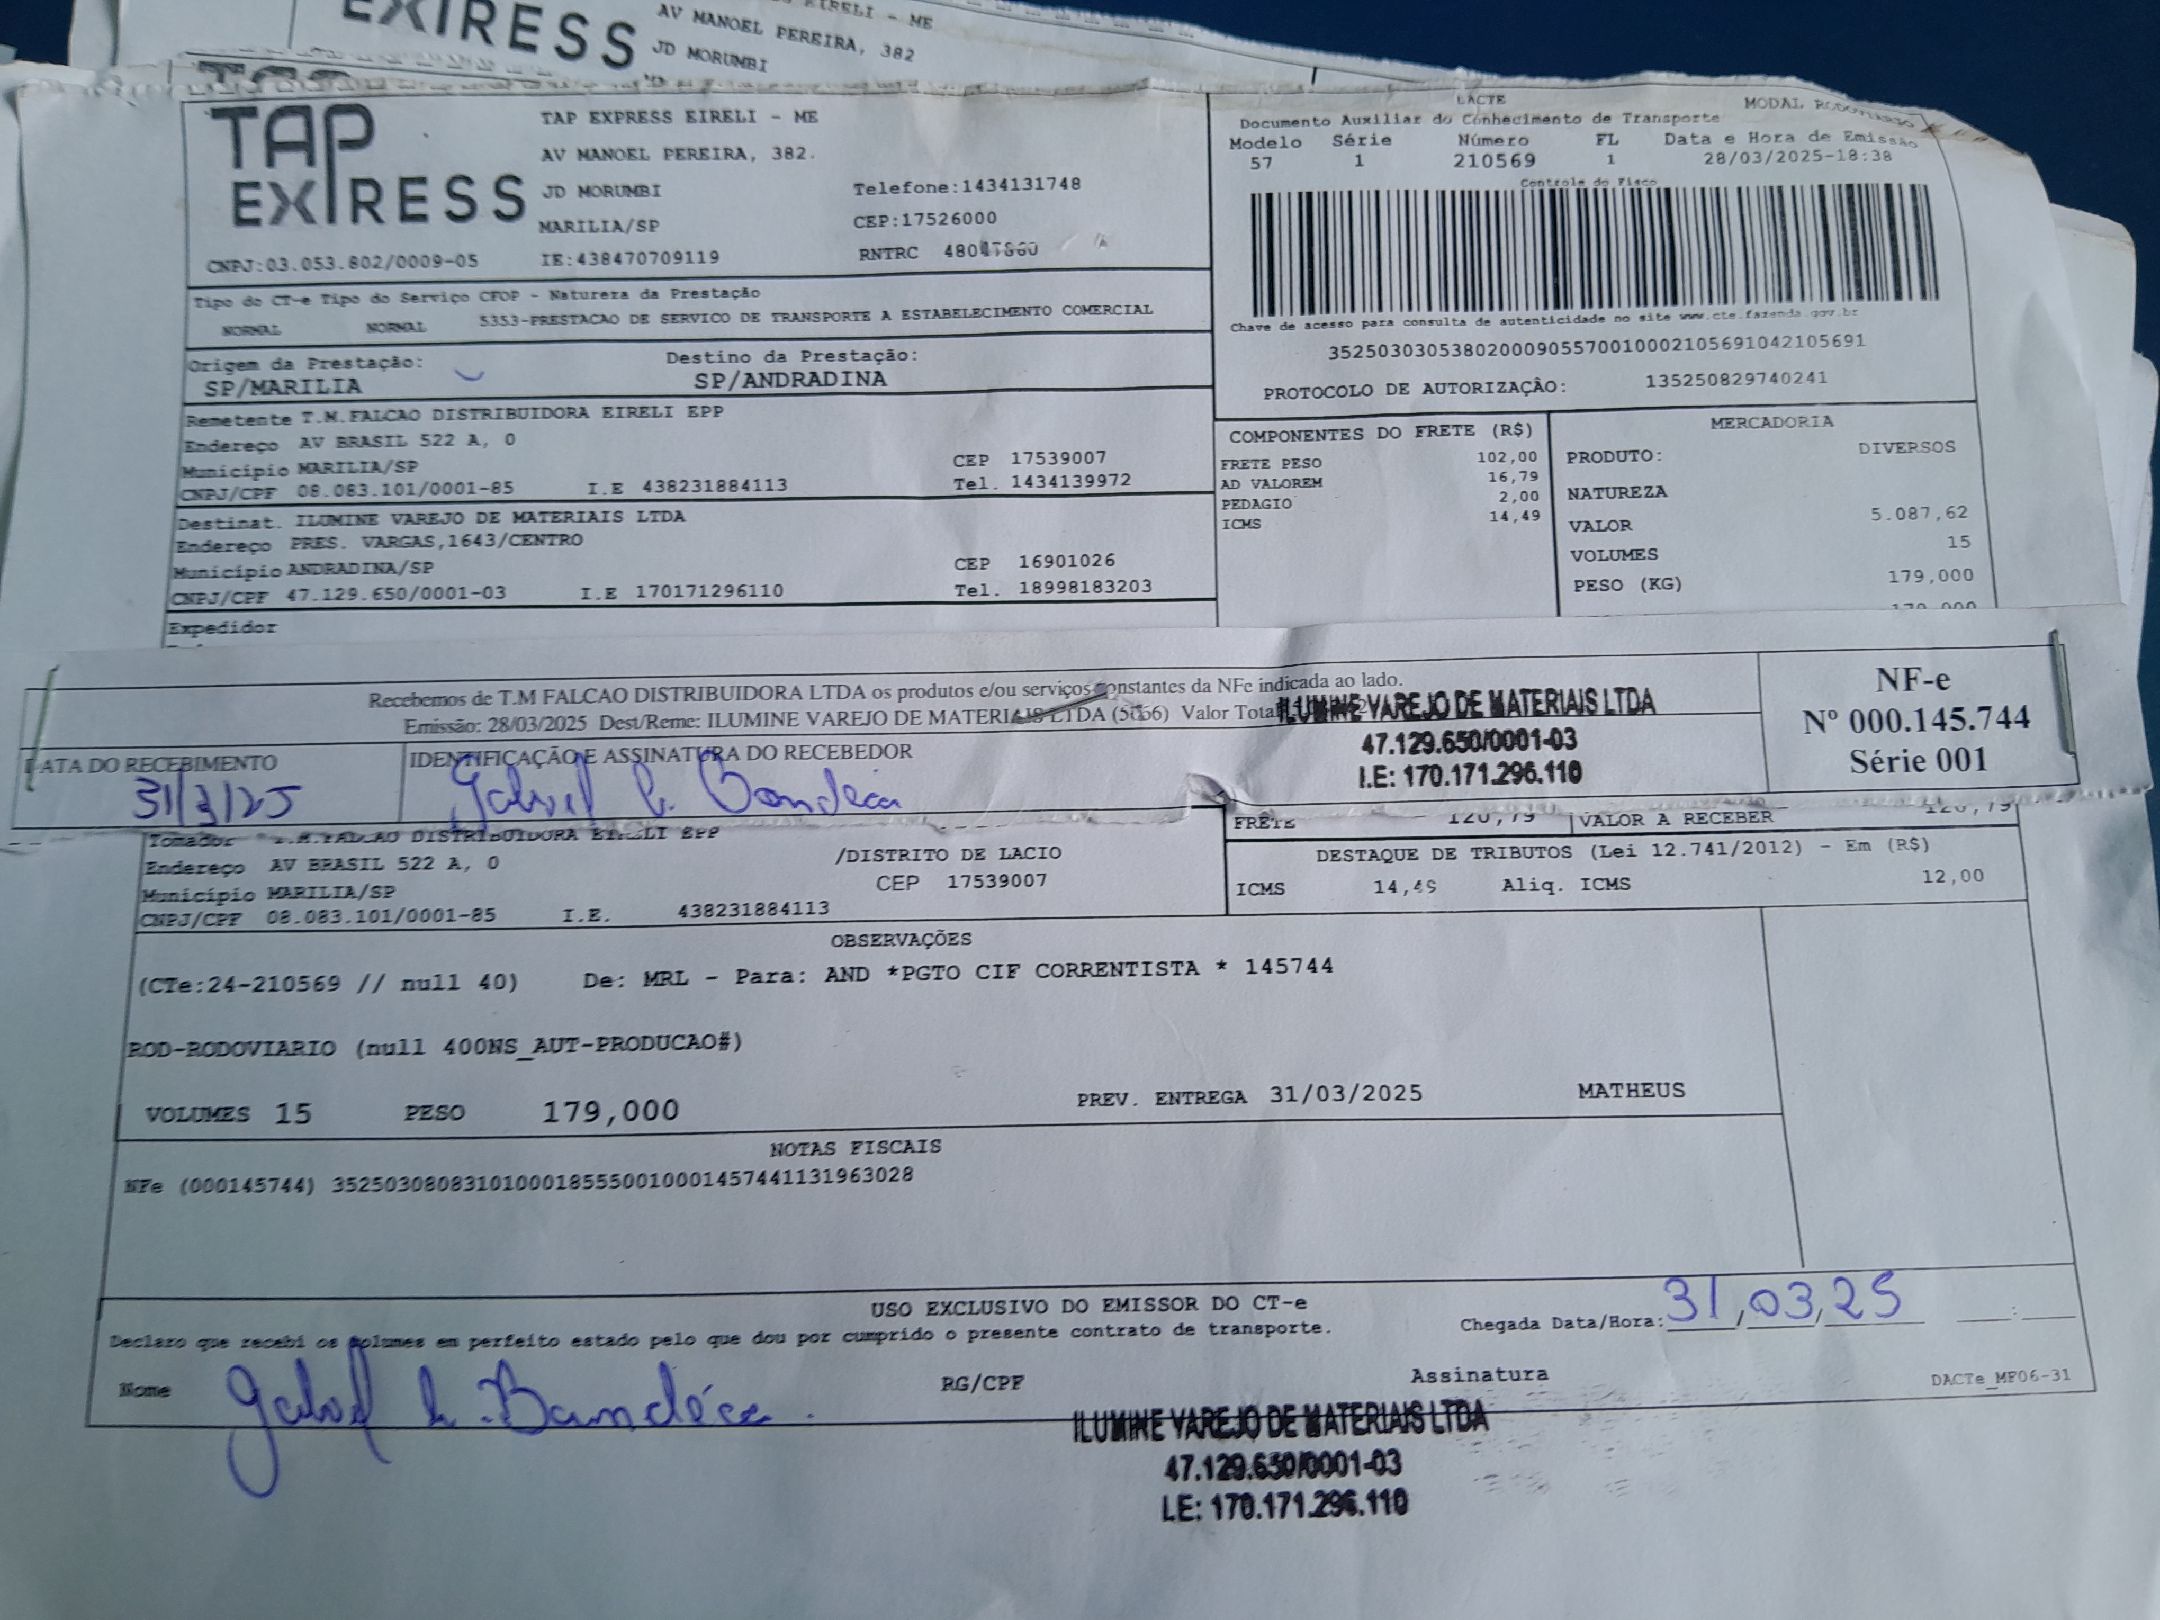 EXPRESS
EIRELI - ME
AV MANOEL PEREIRA, 382
JD MORUMBI
TAP EXPRESS
TAP EXPRESS EIRELI - ME
AV MANOEL PEREIRA, 382.
JD MORUMBI Telefone:1434131748
MARILIA/SP CEP:17526000
CNPJ:03.053.802/0009-05 IE:438470709119 RNTRC
DACTE MODAL RODOVIARIO
Documento Auxiliar do Conhecimento de Transporte
Modelo Série Número FL Data e Hora de Emissão
57 1 210569 1 28/03/2025-18:38
Controle do Fisco
Chave de acesso para consulta de autenticidade no site www.cte.fazenda.gov.br
35250303053802000905570010002105691042105691
PROTOCOLO DE AUTORIZAÇÃO: 135250829740241
Tipo do CT-e Tipo do Serviço CFOP - Natureza da Prestação
NORMAL NORMAL 5353-PRESTACAO DE SERVICO DE TRANSPORTE A ESTABELECIMENTO COMERCIAL
Origem da Prestação: Destino da Prestação:
SP/MARILIA SP/ANDRADINA
Remetente T.M.FALCAO DISTRIBUIDORA EIRELI EPP
Endereço AV BRASIL 522 A, 0
Município MARILIA/SP CEP 17539007
CNPJ/CPF 08.083.101/0001-85 I.E 438231884113 Tel. 1434139972
Destinat. ILUMINE VAREJO DE MATERIAIS LTDA
Endereço PRES. VARGAS,1643/CENTRO
Município ANDRADINA/SP CEP 16901026
CNPJ/CPF 47.129.650/0001-03 I.E 170171296110 Tel. 18998183203
Expedidor
COMPONENTES DO FRETE (R$)
FRETE PESO 102,00
AD VALOREM 16,79
PEDAGIO 2,00
ICMS 14,49
MERCADORIA
PRODUTO: DIVERSOS
NATUREZA
VALOR 5.087,62
VOLUMES 15
PESO (KG) 179,000
179,000
Recebemos de T.M FALCAO DISTRIBUIDORA LTDA os produtos e/ou serviços constantes da NFe indicada ao lado.
Emissão: 28/03/2025 Dest/Reme: ILUMINE VAREJO DE MATERIAIS LTDA Valor Total
ILUMINE VAREJO DE MATERIAIS LTDA
47.129.650/0001-03
I.E: 170.171.296.110
NF-e
Nº 000.145.744
Série 001
DATA DO RECEBIMENTO IDENTIFICAÇÃO E ASSINATURA DO RECEBEDOR
31/3/25
Tomador T.M.FALCAO DISTRIBUIDORA EIRELI EPP
Endereço AV BRASIL 522 A, 0 /DISTRITO DE LACIO
Município MARILIA/SP CEP 17539007
CNPJ/CPF 08.083.101/0001-85 I.E. 438231884113
FRETE 120,79 VALOR A RECEBER 120,79
DESTAQUE DE TRIBUTOS (Lei 12.741/2012) - Em (R$)
ICMS 14,49 Aliq. ICMS 12,00
OBSERVAÇÕES
(CTe:24-210569 // null 40) De: MRL - Para: AND *PGTO CIF CORRENTISTA * 145744
ROD-RODOVIARIO (null 400NS_AUT-PRODUCAO#)
VOLUMES 15 PESO 179,000 PREV. ENTREGA 31/03/2025 MATHEUS
NOTAS FISCAIS
NFe (000145744) 35250308083101000185550010001457441131963028
USO EXCLUSIVO DO EMISSOR DO CT-e
Declaro que recebi os volumes em perfeito estado pelo que dou por cumprido o presente contrato de transporte. Chegada Data/Hora: 31/03/25 :
Nome RG/CPF Assinatura DACTe_MF06-31
ILUMINE VAREJO DE MATERIAIS LTDA
47.129.650/0001-03
I.E: 170.171.296.110